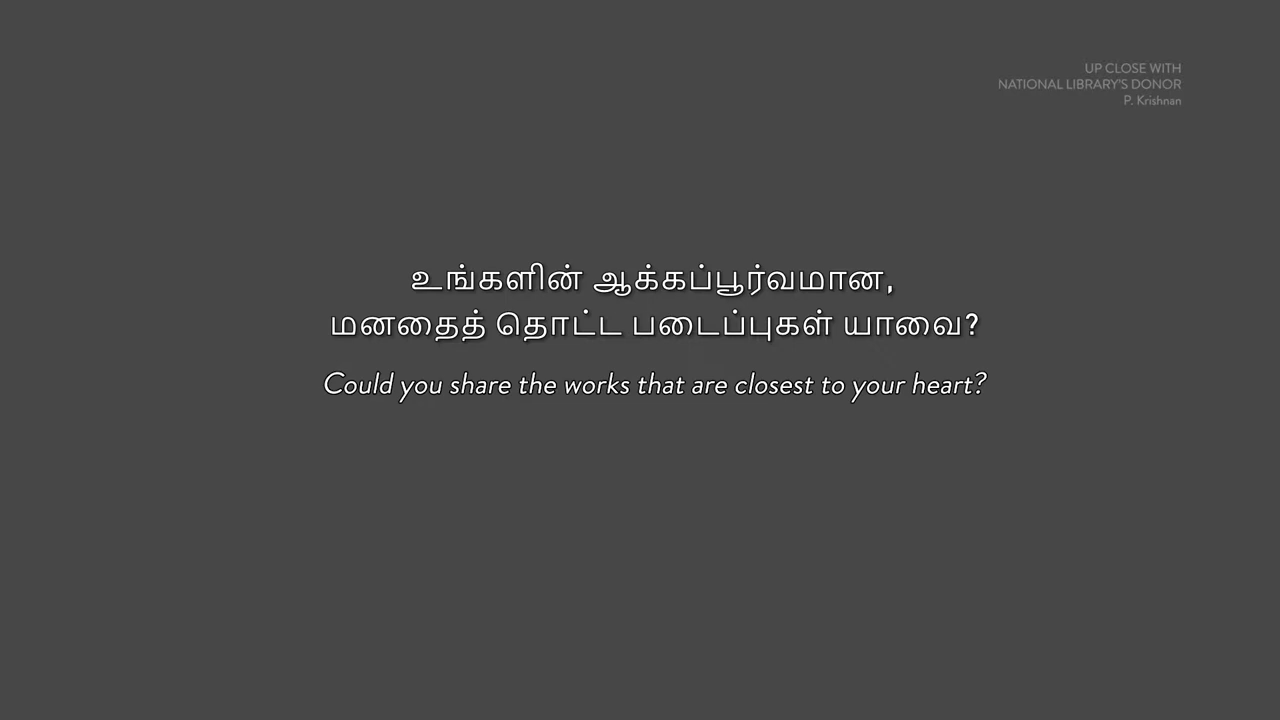 UP CLOSE WITH
NATIONAL LIBRARY'S DONOR
P. Krishnan
உங்களின் ஆக்கப்பூர்வமான,
மனதைத் தொட்ட படைப்புகள் யாவை?
Could you share the works that are closest to your heart?